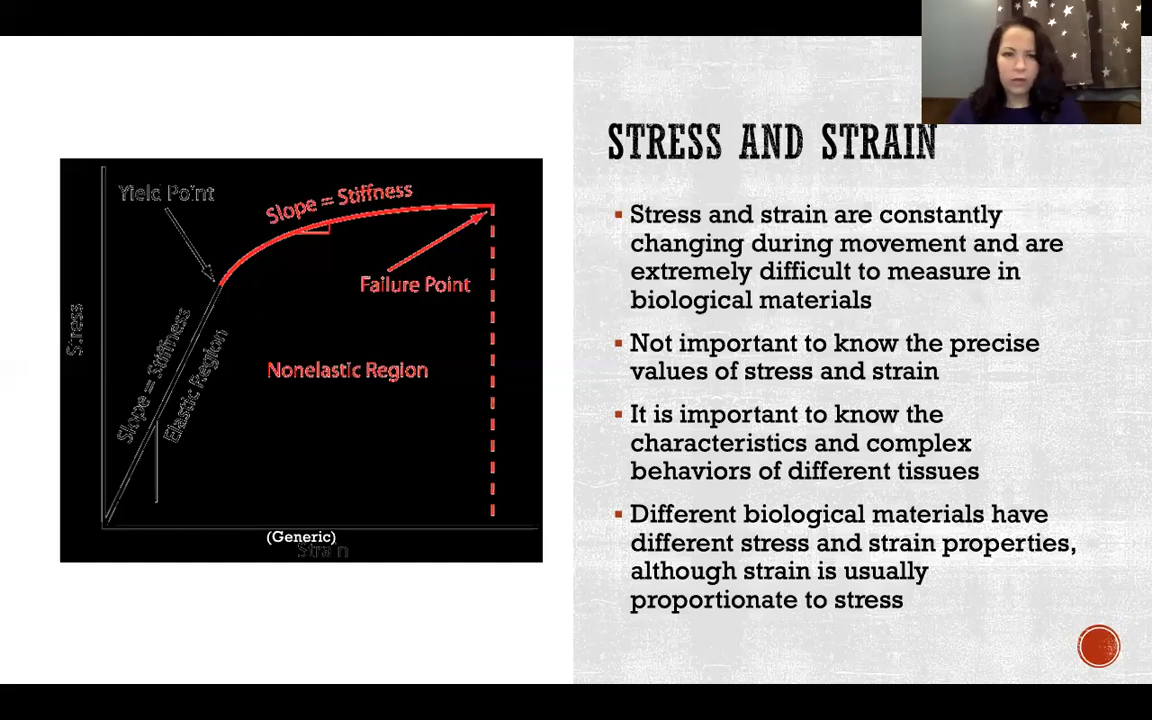 STRESS AND STRAIN
Yield Point
Slope = Stiffness
Failure Point
Stress
Slope = Stiffness
Elastic Region
Nonelastic Region
(Generic)
Strain
▪ Stress and strain are constantly
changing during movement and are
extremely difficult to measure in
biological materials
▪ Not important to know the precise
values of stress and strain
▪ It is important to know the
characteristics and complex
behaviors of different tissues
▪ Different biological materials have
different stress and strain properties,
although strain is usually
proportionate to stress